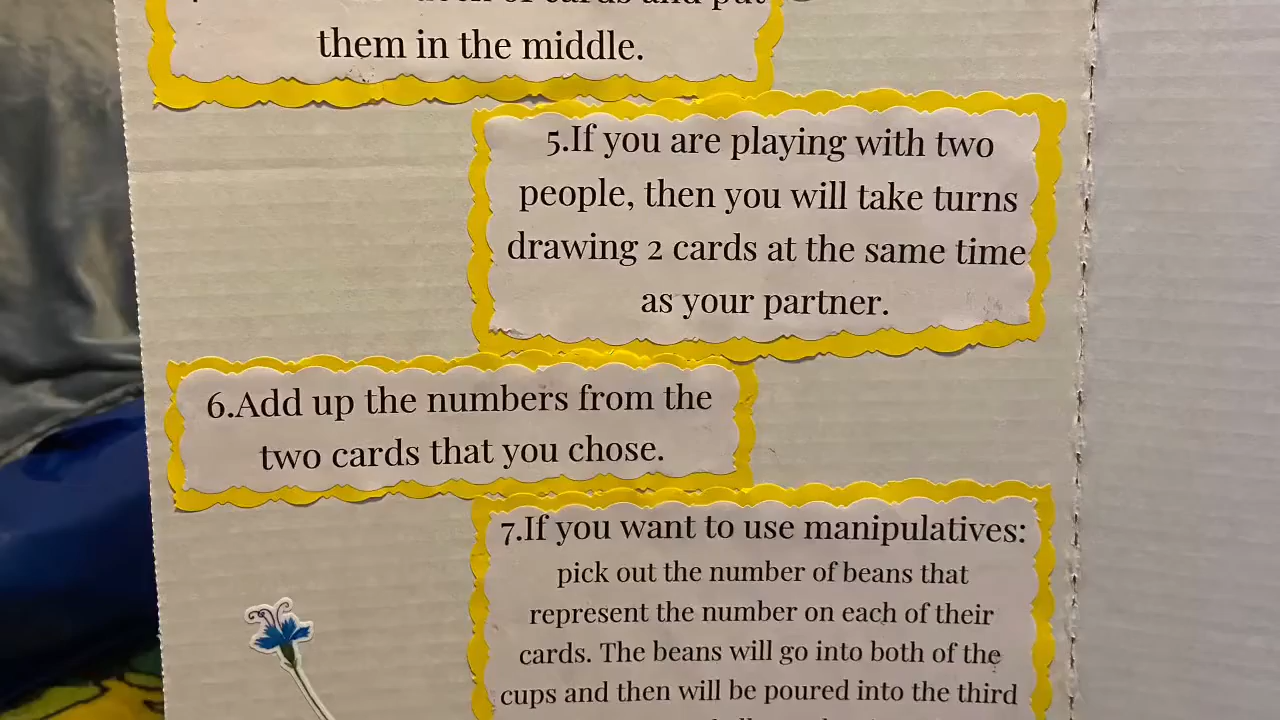 of cards and put
them in the middle.
5.If you are playing with two
people, then you will take turns
drawing 2 cards at the same time
as your partner.
6.Add up the numbers from the
two cards that you chose.
7.If you want to use manipulatives:
pick out the number of beans that
represent the number on each of their
cards. The beans will go into both of the
cups and then will be poured into the third